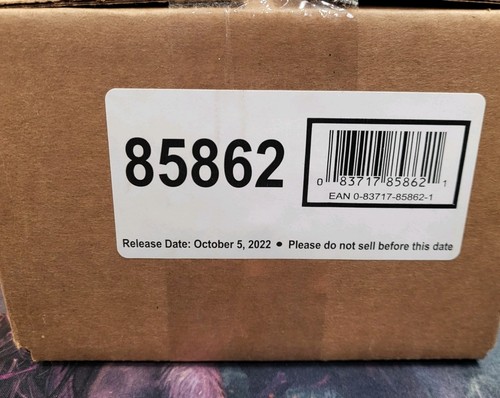 85862
0 83717 85862 1
EAN 0-83717-85862-1
Release Date: October 5, 2022 • Please do not sell before this date